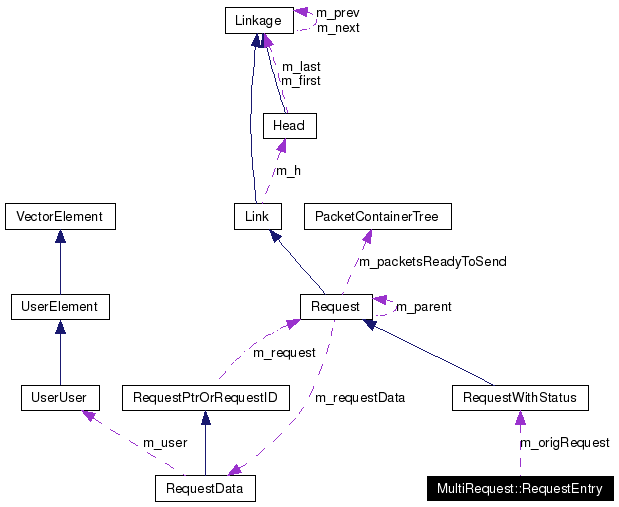 Linkage
m_prev
m_next
m_last
m_first
Head
m_h
VectorElement
Link
PacketContainerTree
m_packetsReadyToSend
UserElement
Request
m_parent
m_request
UserUser
RequestPtrOrRequestID
m_requestData
RequestWithStatus
m_user
m_origRequest
RequestData
MultiRequest::RequestEntry